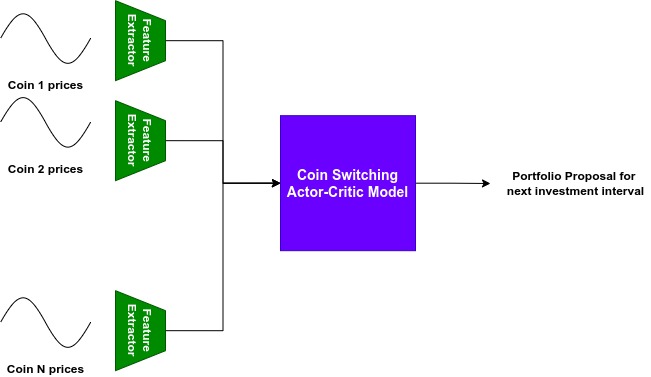 Feature
Extractor
Coin 1 prices
Feature
Extractor
Coin 2 prices
Coin Switching
Actor-Critic Model
Portfolio Proposal for
next investment interval
Feature
Extractor
Coin N prices